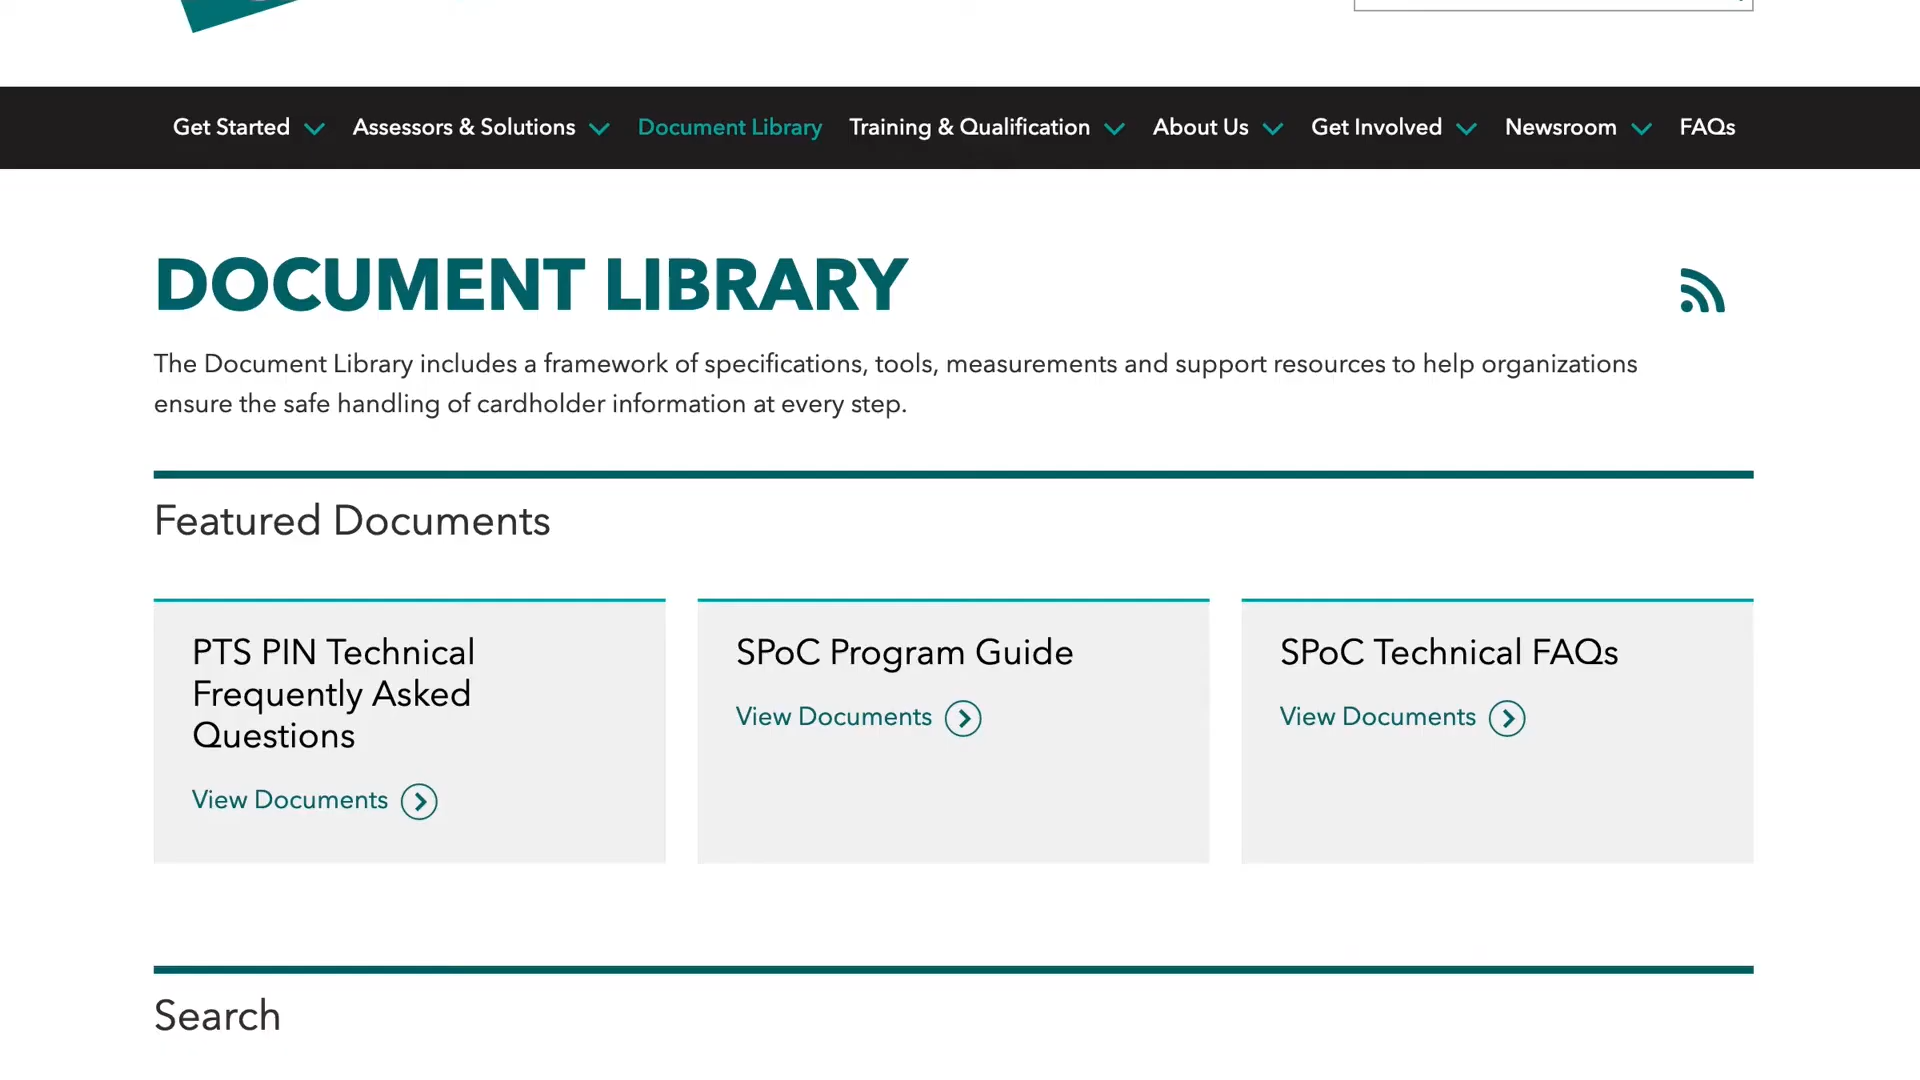 Get Started Assessors & Solutions Document Library Training & Qualification About Us Get Involved Newsroom FAQs
DOCUMENT LIBRARY
The Document Library includes a framework of specifications, tools, measurements and support resources to help organizations
ensure the safe handling of cardholder information at every step.
Featured Documents
PTS PIN Technical
Frequently Asked
Questions
View Documents
SPoC Program Guide
View Documents
SPoC Technical FAQs
View Documents
Search